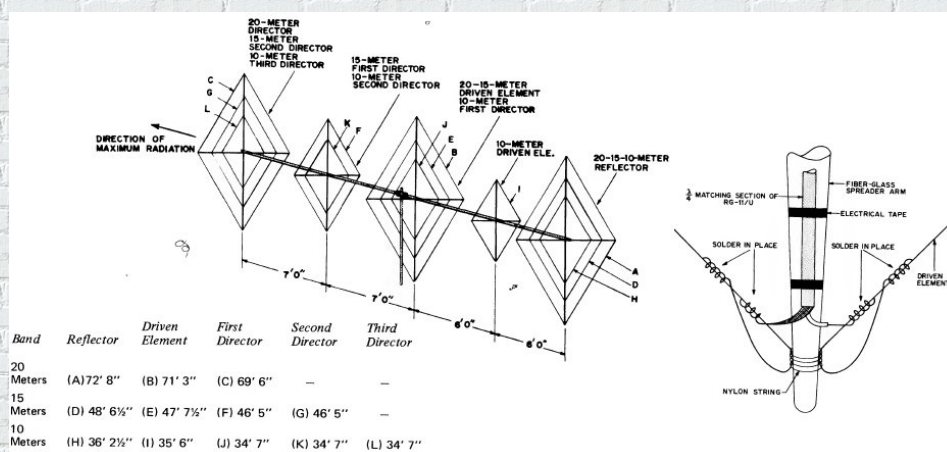 20-METER
DIRECTOR
15-METER
SECOND DIRECTOR
10-METER
THIRD DIRECTOR
15-METER
FIRST DIRECTOR
10-METER
SECOND DIRECTOR
20-15-METER
DRIVEN ELEMENT
10-METER
FIRST DIRECTOR
10-METER
DRIVEN ELE.
20-15-10-METER
REFLECTOR
C
G
L
K
F
J
E
B
I
A
D
H
DIRECTION OF
MAXIMUM RADIATION
7'0"
7'0"
6'0"
6'0"
Band Reflector Driven Element First Director Second Director Third Director
20 Meters (A)72' 8" (B) 71' 3" (C) 69' 6" — —
15 Meters (D) 48' 6½" (E) 47' 7½" (F) 46' 5" (G) 46' 5" —
10 Meters (H) 36' 2½" (I) 35' 6" (J) 34' 7" (K) 34' 7" (L) 34' 7"
MATCHING SECTION OF
RG-11/U
FIBER-GLASS
SPREADER ARM
ELECTRICAL TAPE
SOLDER IN PLACE
SOLDER IN PLACE
DRIVEN
ELEMENT
NYLON STRING